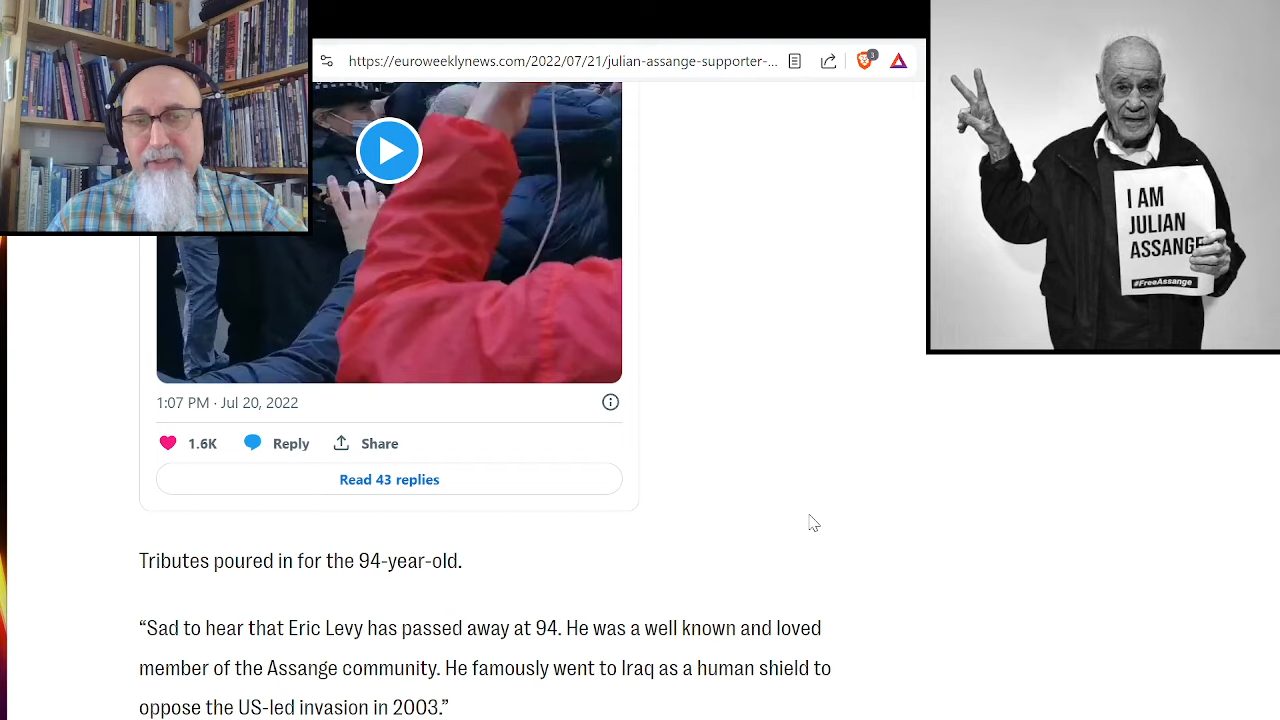 https://euroweeklynews.com/2022/07/21/julian-assange-supporter-...
3
I AM
JULIAN
ASSANGE
#FreeAssange
1:07 PM · Jul 20, 2022
1.6K Reply Share
Read 43 replies
Tributes poured in for the 94-year-old.
“Sad to hear that Eric Levy has passed away at 94. He was a well known and loved
member of the Assange community. He famously went to Iraq as a human shield to
oppose the US-led invasion in 2003.”